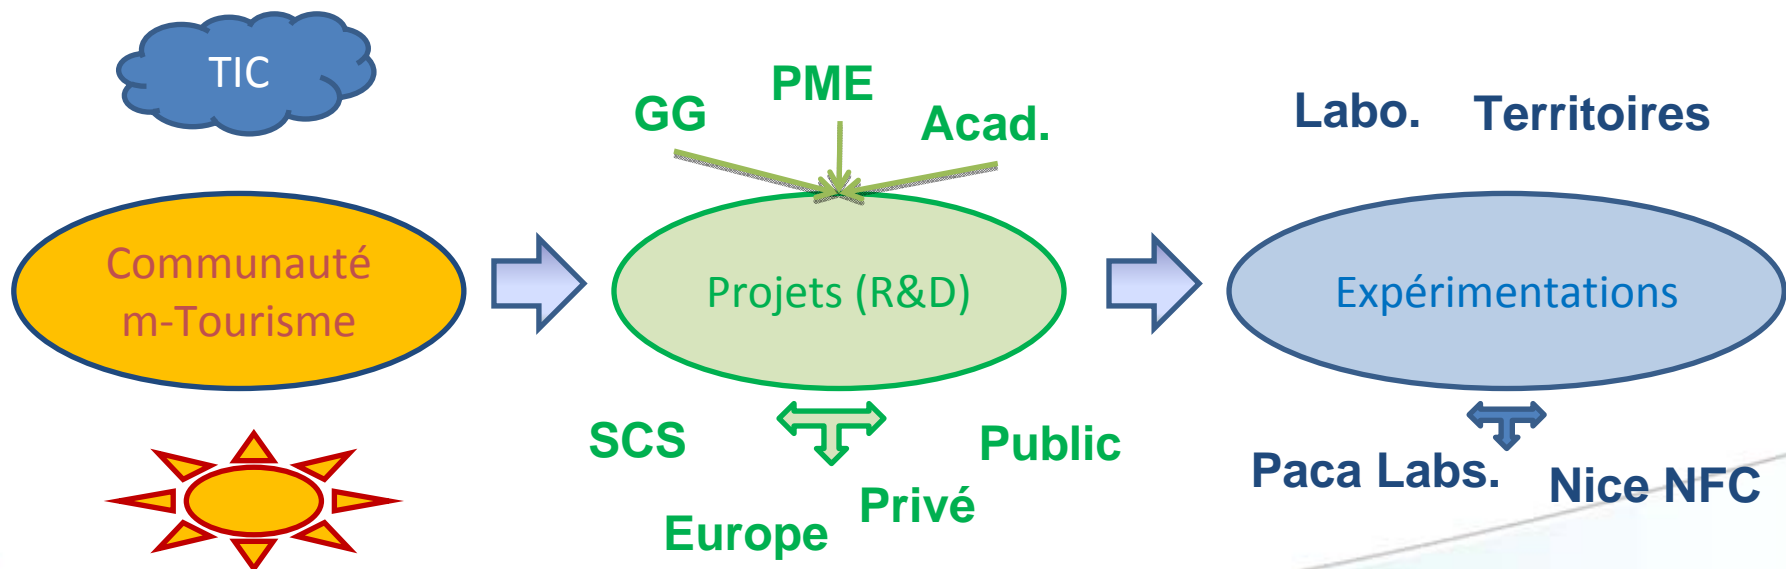 TIC
Communauté
m-Tourisme
GG
PME
Acad.
Projets (R&D)
SCS
Public
Privé
Europe
Labo.
Territoires
Expérimentations
Paca Labs.
Nice NFC